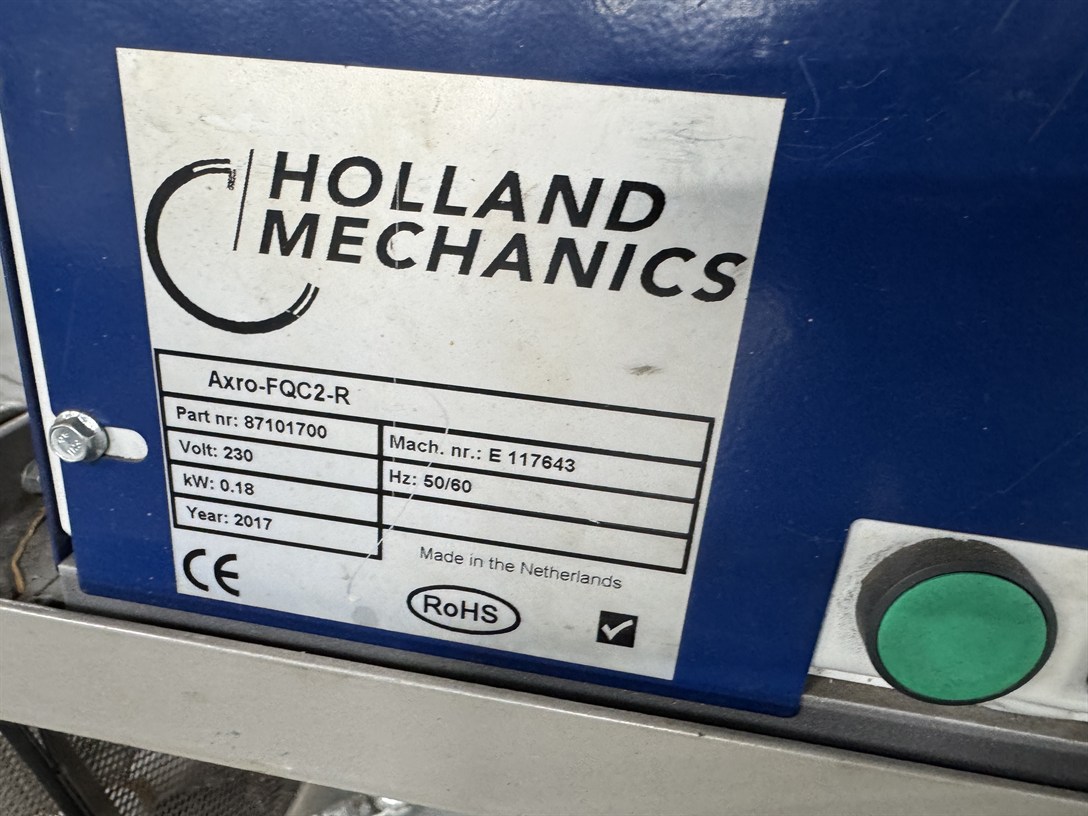 HOLLAND
MECHANICS
Axro-FQC2-R
Part nr: 87101700
Mach. nr.: E 117643
Volt: 230
Hz: 50/60
kW: 0.18
Year: 2017
Made in the Netherlands
CE
RoHS